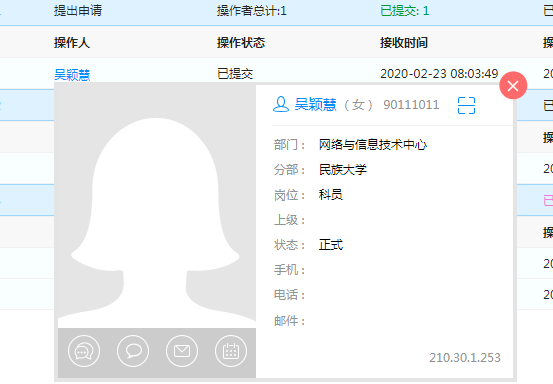 提出申请 操作者总计:1 已提交: 1
操作人 操作状态 接收时间
吴颖慧 已提交 2020-02-23 08:03:49
吴颖慧 ( 女 ) 90111011
部门： 网络与信息技术中心
分部： 民族大学
岗位： 科员
上级：
状态： 正式
手机：
电话：
邮件：
210.30.1.253